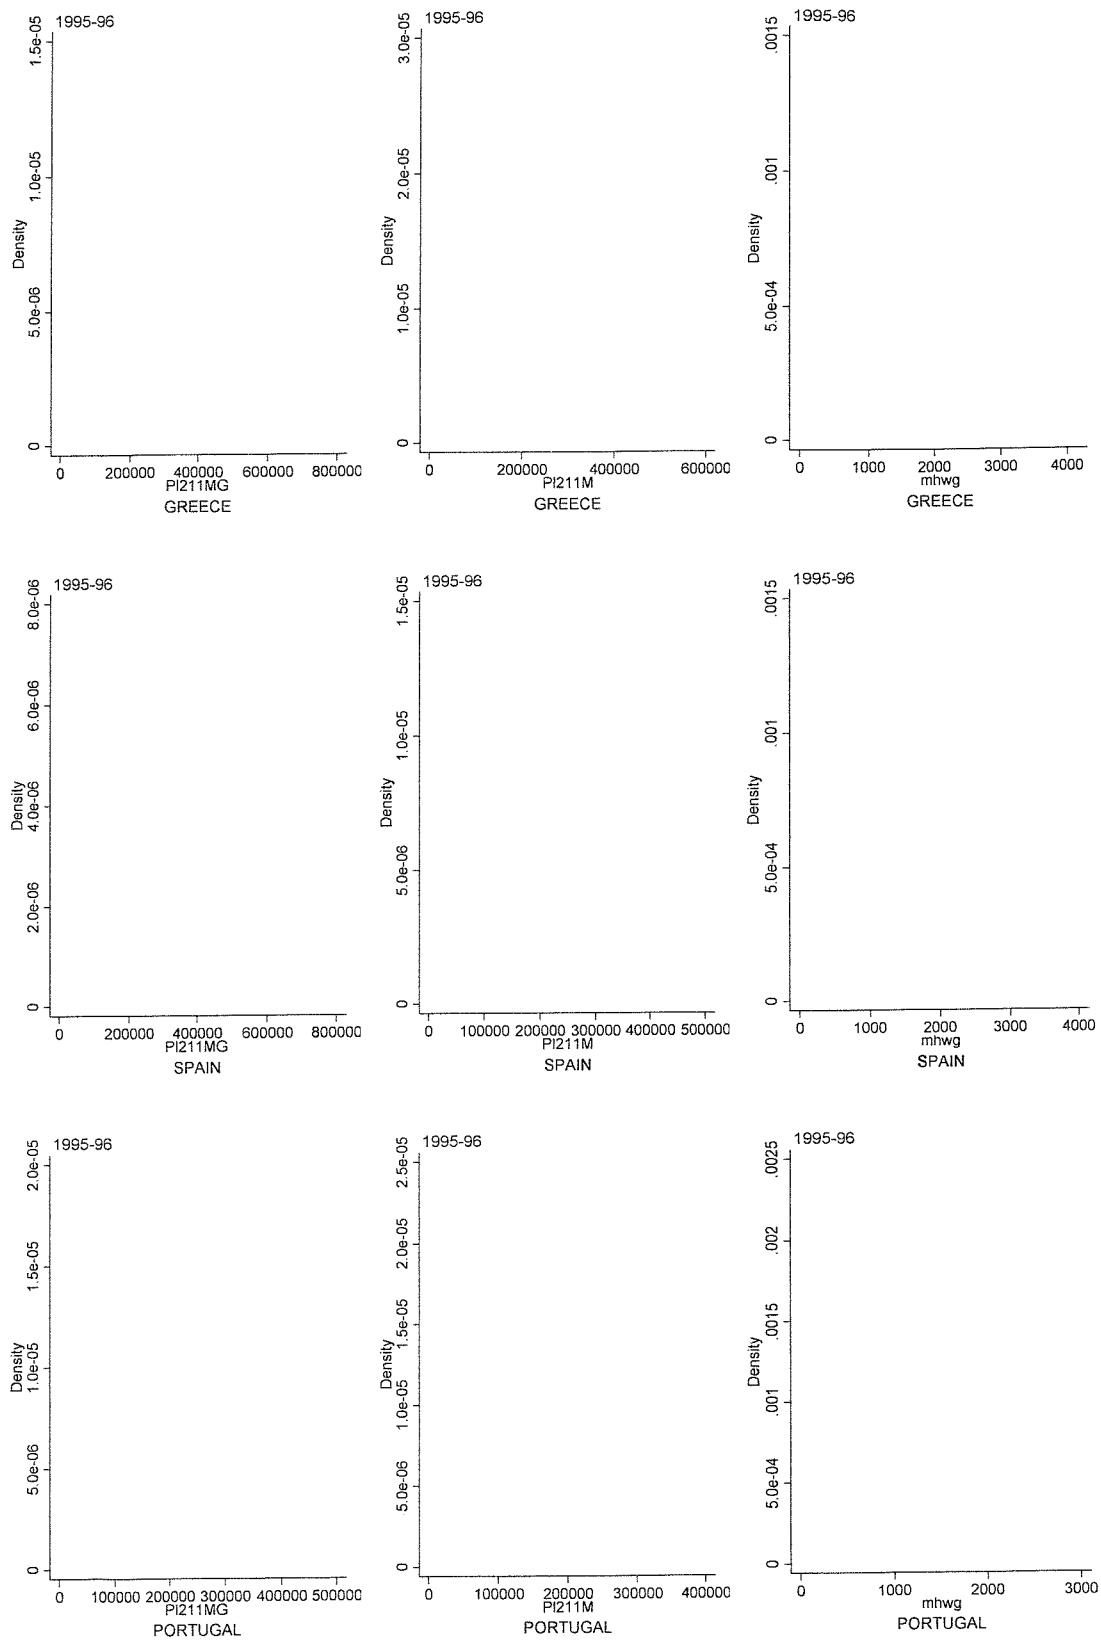 1995-96
1.5e-05
1.0e-05
Density
5.0e-06
0
0 200000 400000 600000 800000
PI211MG
GREECE
1995-96
3.0e-05
2.0e-05
Density
1.0e-05
0
0 200000 400000 600000
PI211M
GREECE
1995-96
.0015
.001
Density
5.0e-04
0
0 1000 2000 3000 4000
mhwg
GREECE
1995-96
8.0e-06
6.0e-06
Density
4.0e-06
2.0e-06
0
0 200000 400000 600000 800000
PI211MG
SPAIN
1995-96
1.5e-05
1.0e-05
Density
5.0e-06
0
0 100000 200000 300000 400000 500000
PI211M
SPAIN
1995-96
.0015
.001
Density
5.0e-04
0
0 1000 2000 3000 4000
mhwg
SPAIN
1995-96
2.0e-05
1.5e-05
Density
1.0e-05
5.0e-06
0
0 100000 200000 300000 400000 500000
PI211MG
PORTUGAL
1995-96
2.5e-05
2.0e-05
1.5e-05
Density
1.0e-05
5.0e-06
0
0 100000 200000 300000 400000
PI211M
PORTUGAL
1995-96
.0025
.002
.0015
Density
.001
5.0e-04
0
0 1000 2000 3000
mhwg
PORTUGAL